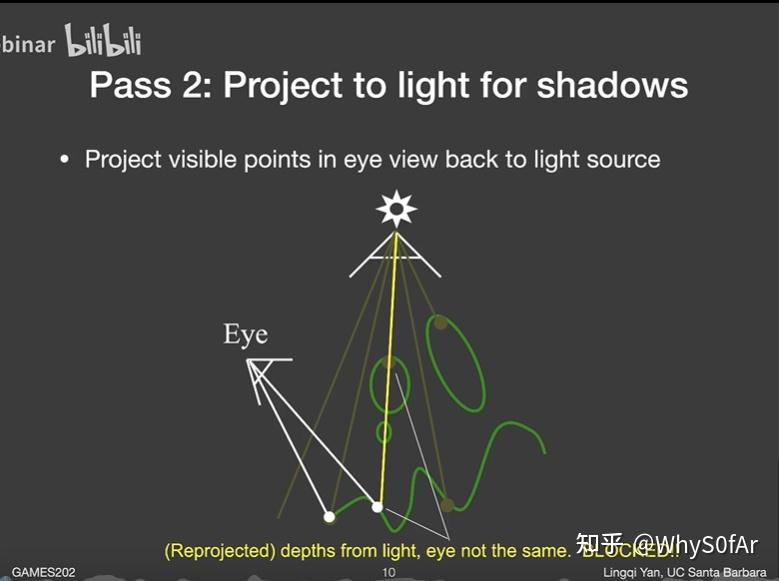 binar bilibili
Pass 2: Project to light for shadows
• Project visible points in eye view back to light source
Eye
(Reprojected) depths from light, eye not the same. BLOCKED!!
知乎 @WhyS0fAr
GAMES202
10
Lingqi Yan, UC Santa Barbara